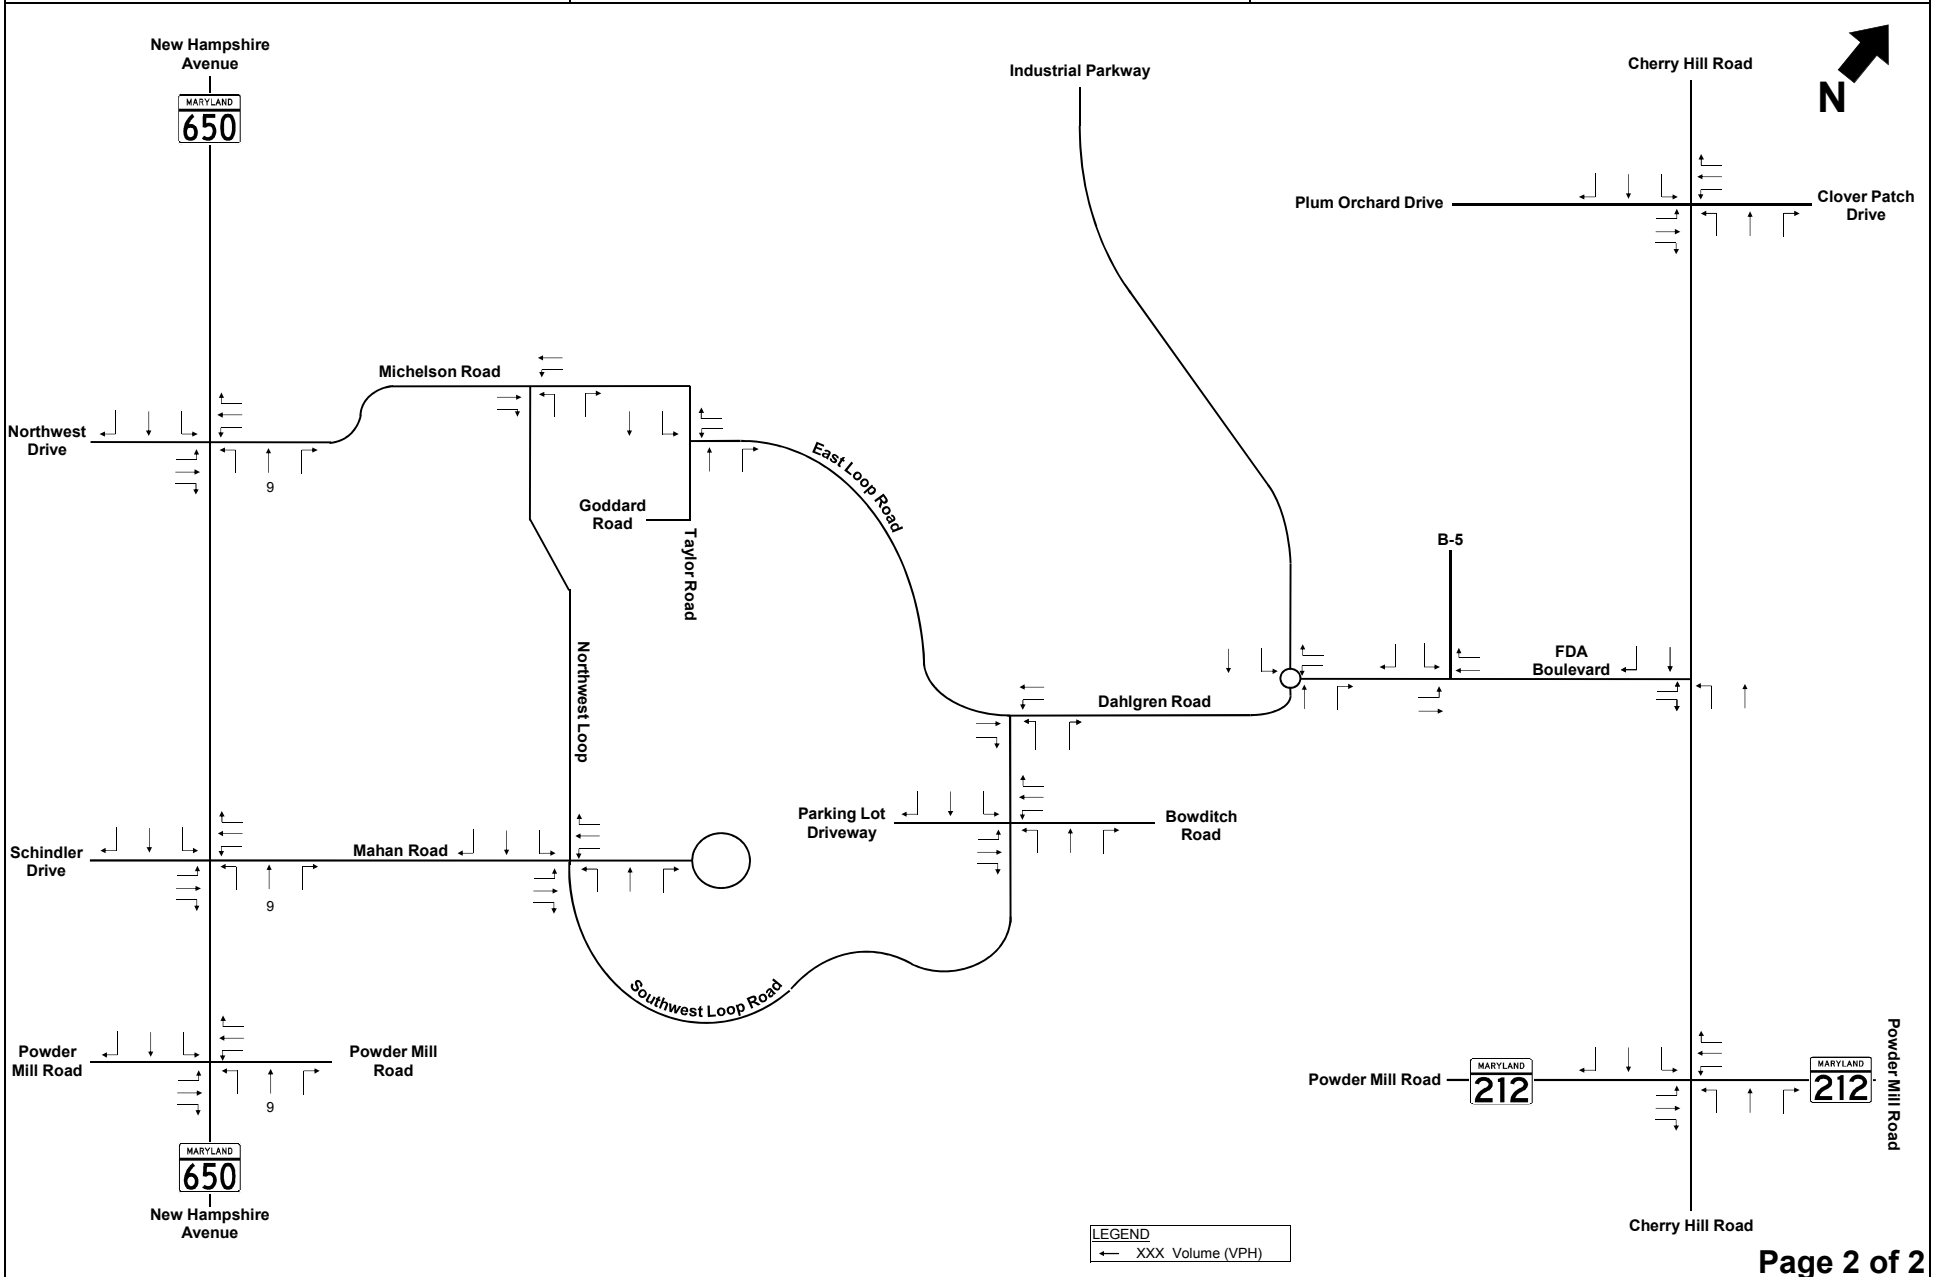 New Hampshire
Avenue
MARYLAND
650
Industrial Parkway
Cherry Hill Road
N
Plum Orchard Drive
Clover Patch
Drive
Michelson Road
Northwest
Drive
9
East Loop Road
Goddard
Road
Taylor Road
B-5
FDA
Boulevard
Northwest Loop
Dahlgren Road
Parking Lot
Driveway
Bowditch
Road
Schindler
Drive
Mahan Road
9
Southwest Loop Road
Powder
Mill Road
Powder Mill
Road
9
Powder Mill Road
MARYLAND
212
MARYLAND
212
Powder Mill Road
MARYLAND
650
New Hampshire
Avenue
Cherry Hill Road
LEGEND
XXX Volume (VPH)
Page 2 of 2